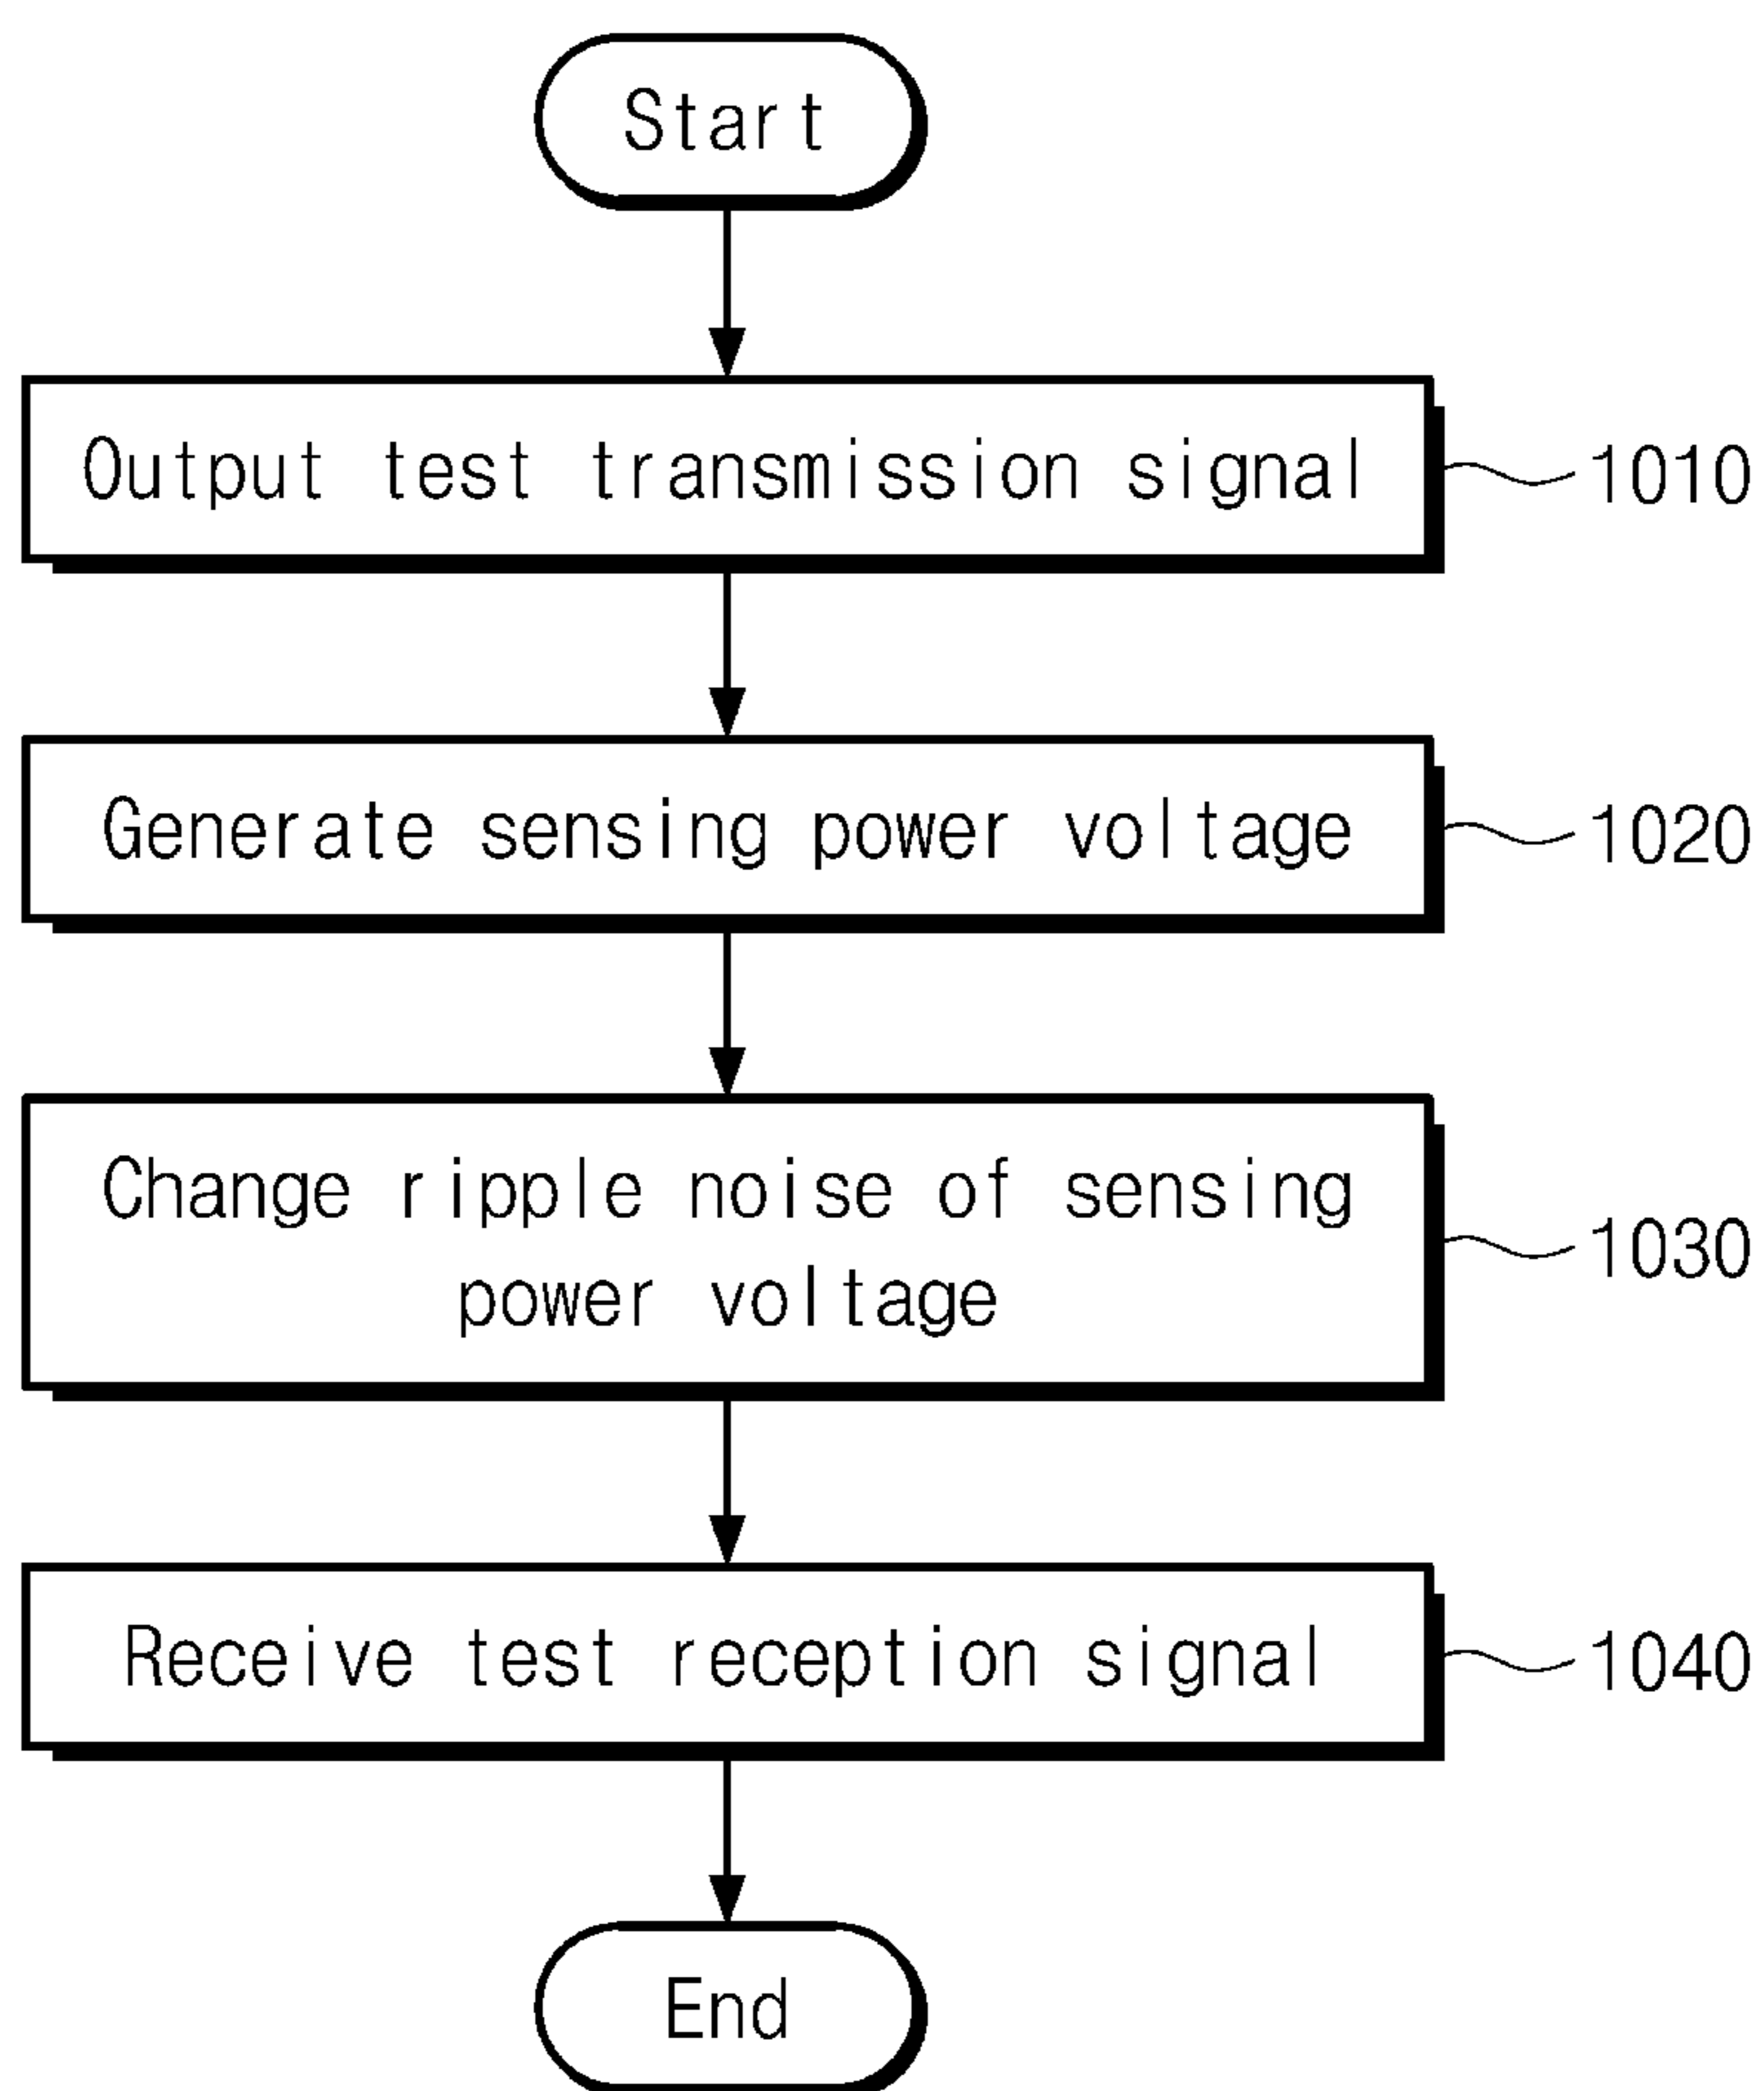 Start
Output test transmission signal
1010
Generate sensing power voltage
1020
Change ripple noise of sensing
power voltage
1030
Receive test reception signal
1040
End